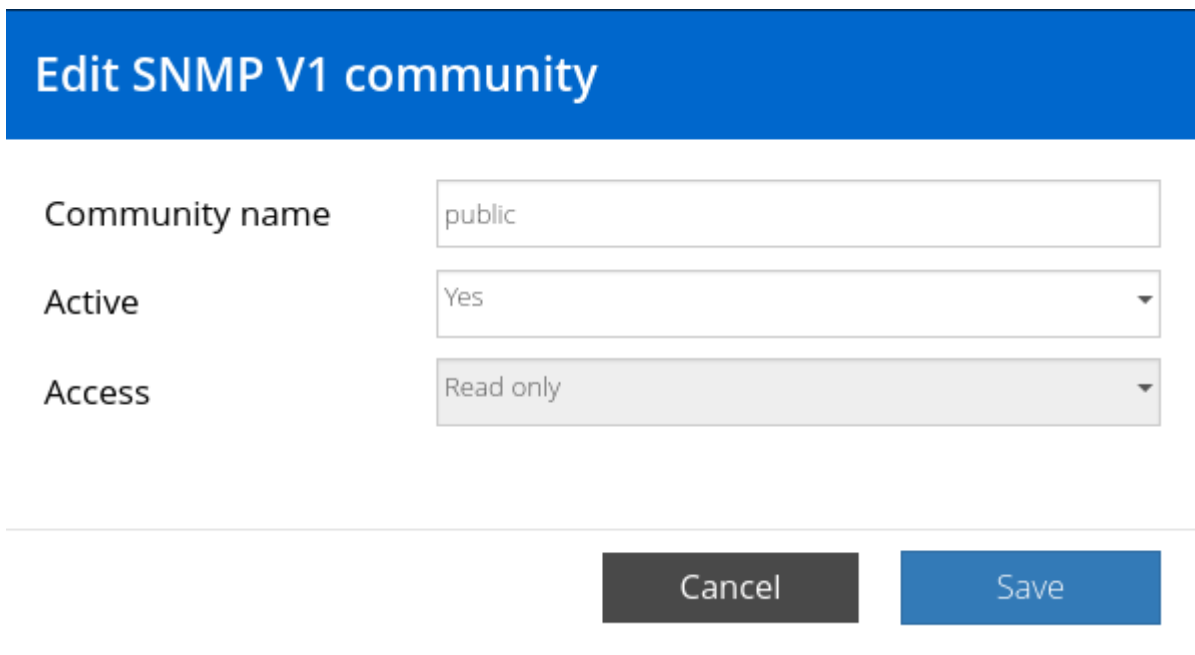 Edit SNMP V1 community
Community name public
Active Yes
Access Read only
Cancel Save